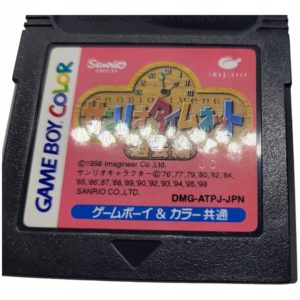 GAME BOY COLOR
Sanrio
imagineer
サンリオタイムネット
©1998 Imagineer Co.,Ltd.
サンリオキャラクター ©'76,'77,'79,'80,'82,'84,
'85,'86,'87,'88,'89,'90,'92,'93,'94,'95,'98
SANRIO CO.,LTD.
DMG-ATPJ-JPN
ゲームボーイ & カラー共通